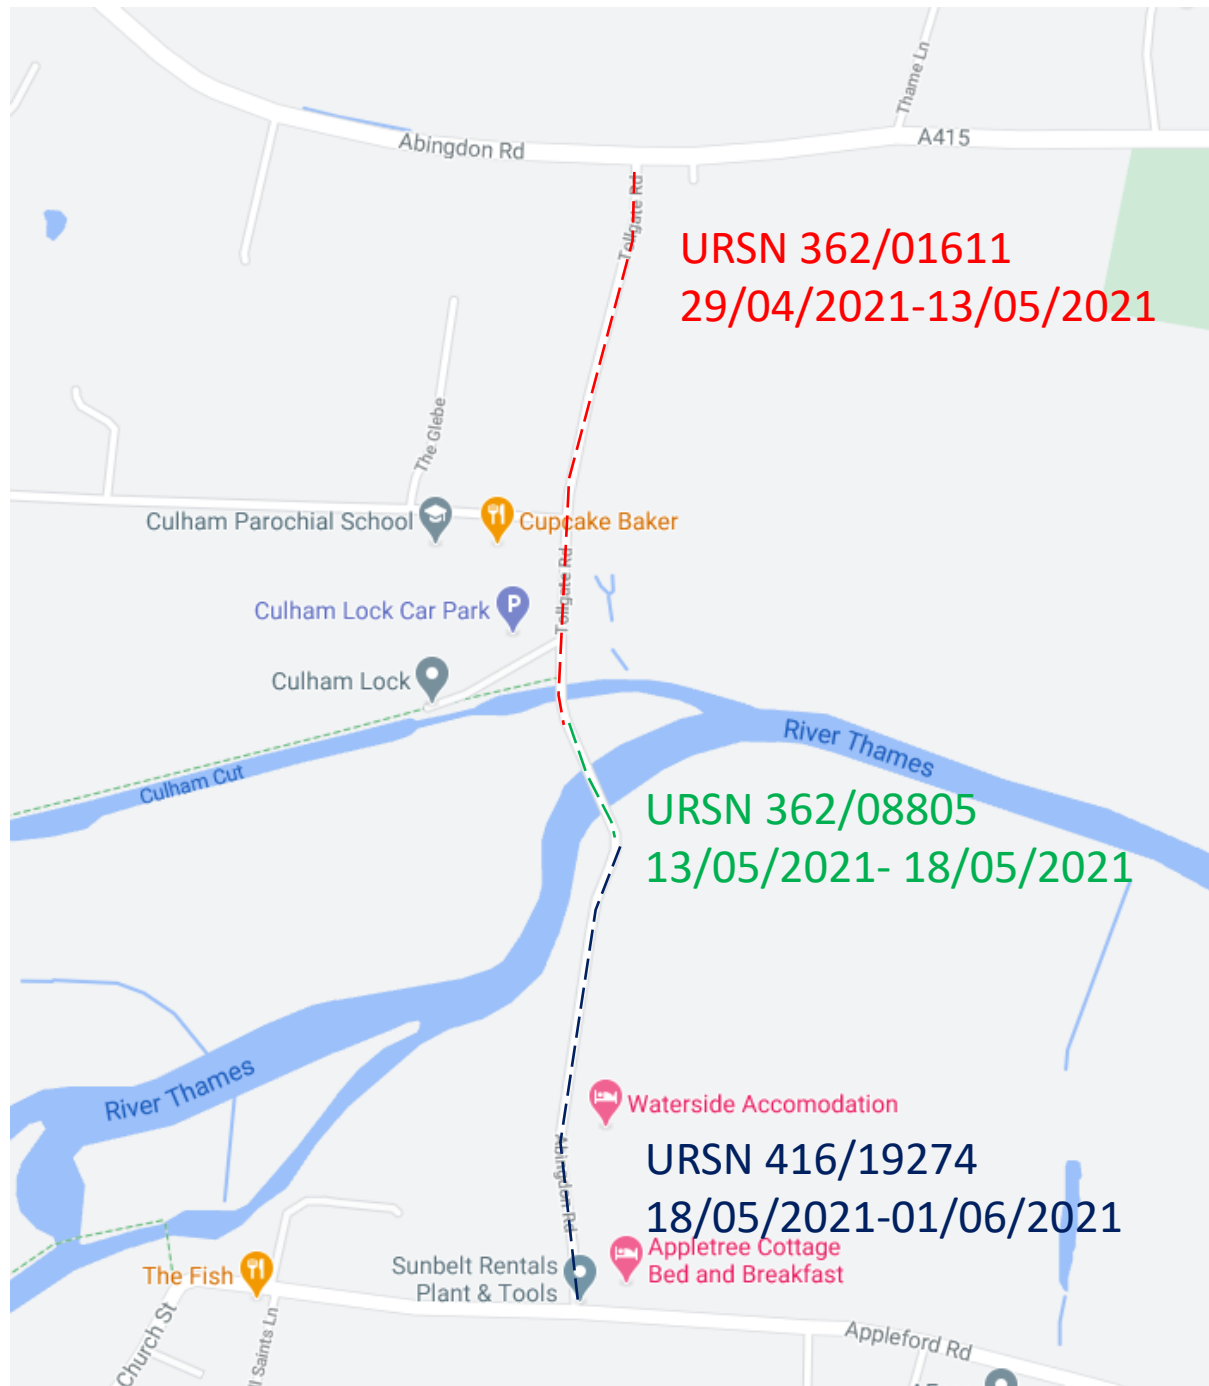 Thame Ln
Abingdon Rd
A415
Tollgate Rd
URSN 362/01611
29/04/2021-13/05/2021
The Glebe
Culham Parochial School
Cupcake Baker
Tollgate Rd
Culham Lock Car Park
Culham Lock
River Thames
Culham Cut
URSN 362/08805
13/05/2021- 18/05/2021
River Thames
Waterside Accomodation
Abingdon Rd
URSN 416/19274
18/05/2021-01/06/2021
Appletree Cottage
Bed and Breakfast
Sunbelt Rentals
Plant & Tools
The Fish
Church St
Saints Ln
Appleford Rd